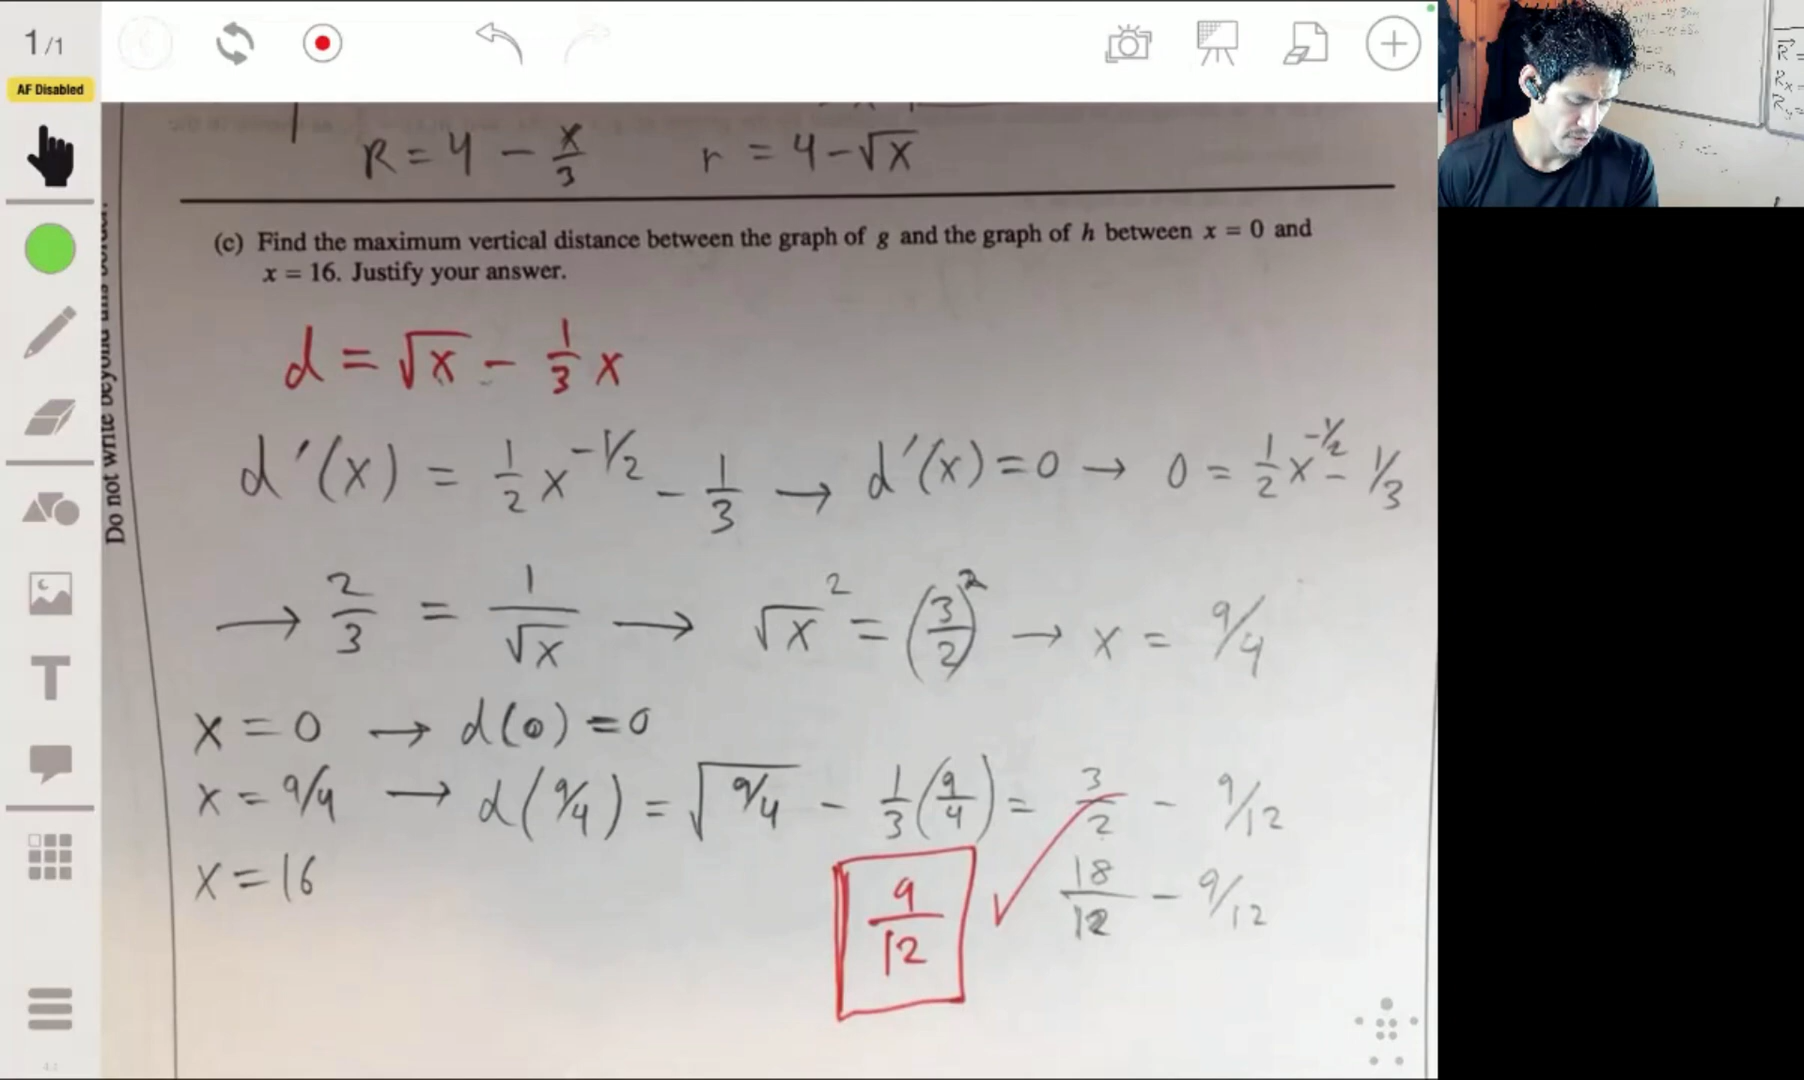 1/1
AF Disabled
R = 4 - x/3 r = 4 - √x
(c) Find the maximum vertical distance between the graph of g and the graph of h between x = 0 and
x = 16. Justify your answer.
Do not write beyond this border.
d = √x - 1/3 x
d'(x) = 1/2 x^-1/2 - 1/3 → d'(x) = 0 → 0 = 1/2 x^-1/2 - 1/3
→ 2/3 = 1/√x → √x^2 = (3/2)^2 → x = 9/4
x = 0 → d(0) = 0
x = 9/4 → d(9/4) = √9/4 - 1/3(9/4) = 3/2 - 9/12
x = 16
9/12 ✓ 18/12 - 9/12
T